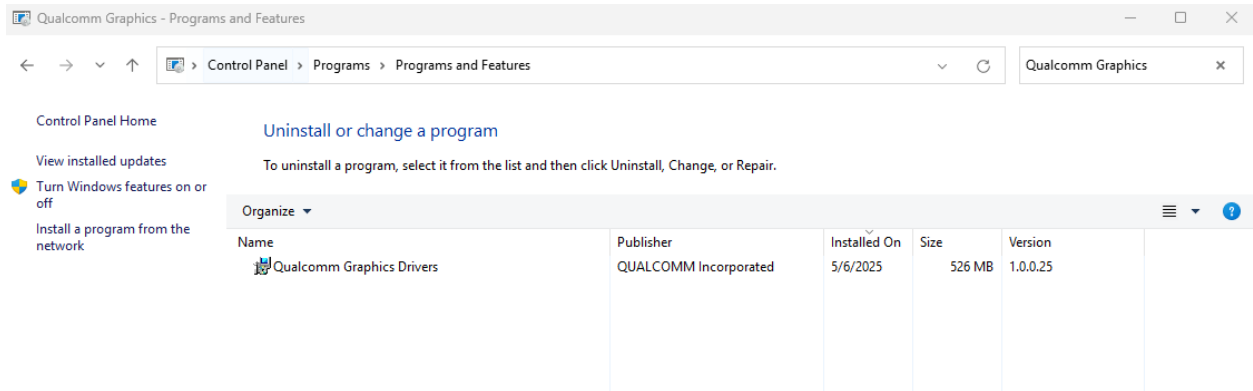 Qualcomm Graphics - Programs and Features
Control Panel > Programs > Programs and Features
Qualcomm Graphics
Control Panel Home
View installed updates
Turn Windows features on or
off
Install a program from the
network
Uninstall or change a program
To uninstall a program, select it from the list and then click Uninstall, Change, or Repair.
Organize
Name Publisher Installed On Size Version
Qualcomm Graphics Drivers QUALCOMM Incorporated 5/6/2025 526 MB 1.0.0.25